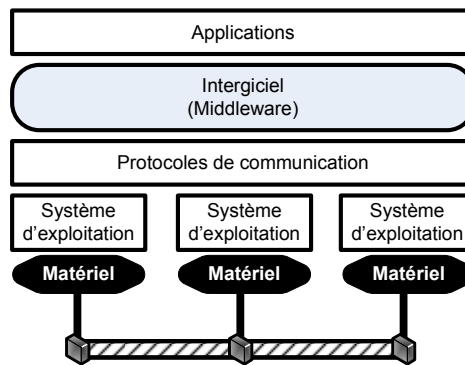 Applications
Intergiciel
(Middleware)
Protocoles de communication
Système
d'exploitation
Système
d'exploitation
Système
d'exploitation
Matériel
Matériel
Matériel